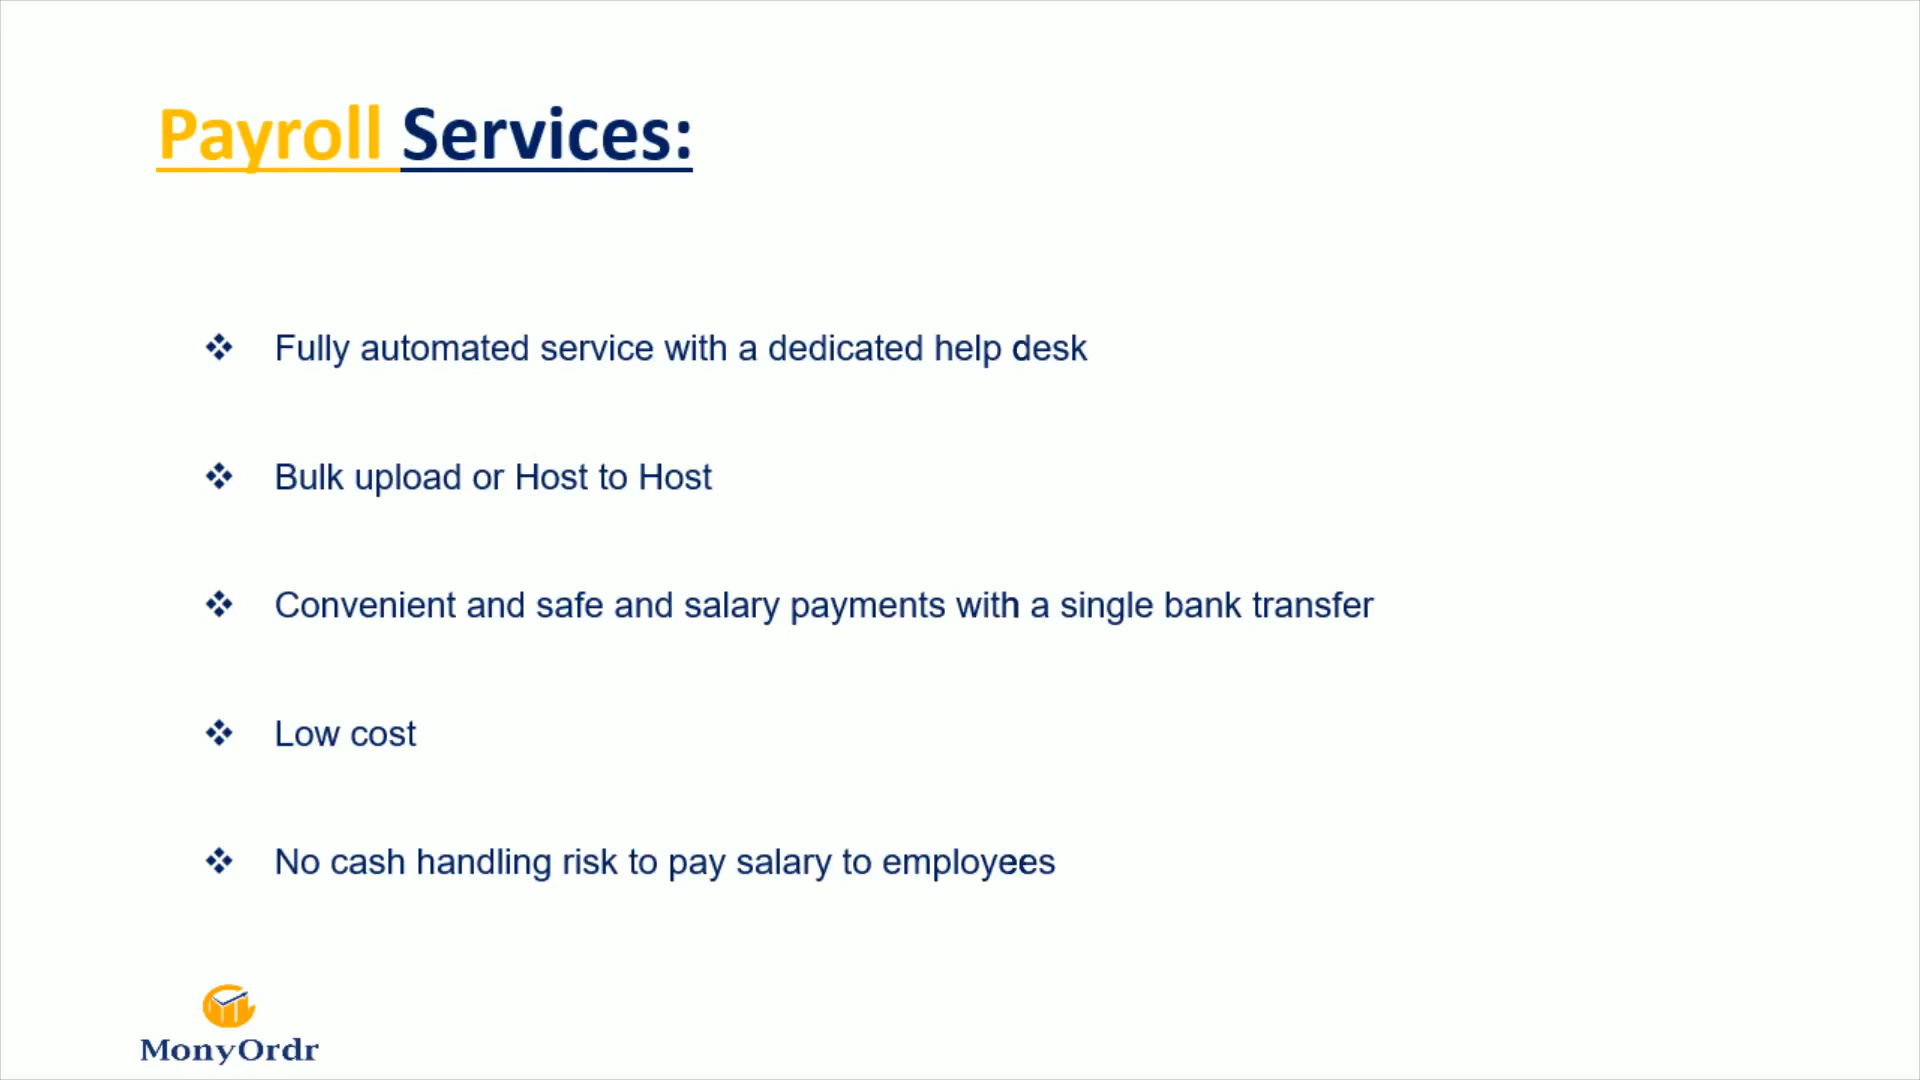 Payroll Services:
❖ Fully automated service with a dedicated help desk
❖ Bulk upload or Host to Host
❖ Convenient and safe and salary payments with a single bank transfer
❖ Low cost
❖ No cash handling risk to pay salary to employees
MonyOrdr